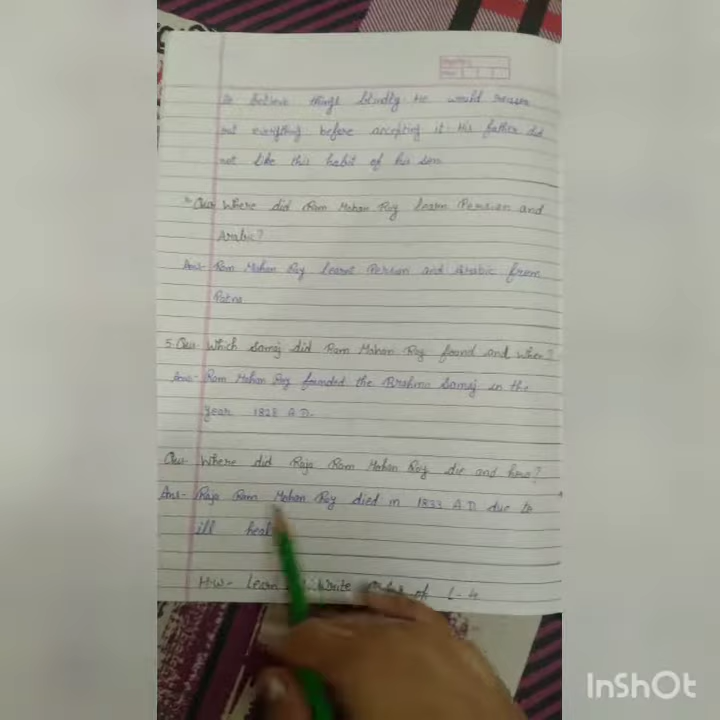 to believe things blindly. He would reason
out everything before accepting it. His father did
not like this habit of his son
Que- Where did Ram Mohan Roy learn Persian and
Arabic?
Ans- Ram Mohan Roy learnt Persian and Arabic from
Patna
5. Que- Which Samaj did Ram Mohan Roy found and when?
Ans- Ram Mohan Roy founded the Brahmo Samaj in the
year 1828 A.D.
Que- Where did Raja Ram Mohan Roy die and how?
Ans- Raja Ram Mohan Roy died in 1833 A.D due to
ill
H.W- Learn write of L-4
InShOt